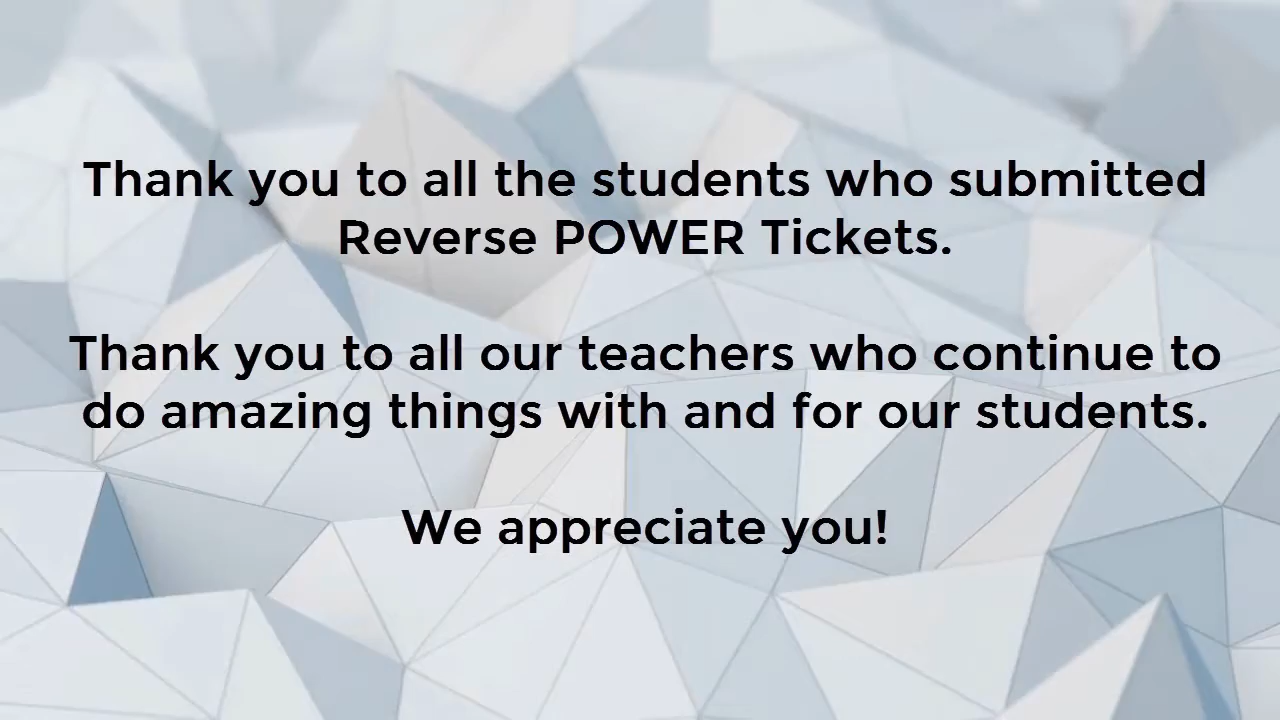 Thank you to all the students who submitted
Reverse POWER Tickets.
Thank you to all our teachers who continue to
do amazing things with and for our students.
We appreciate you!